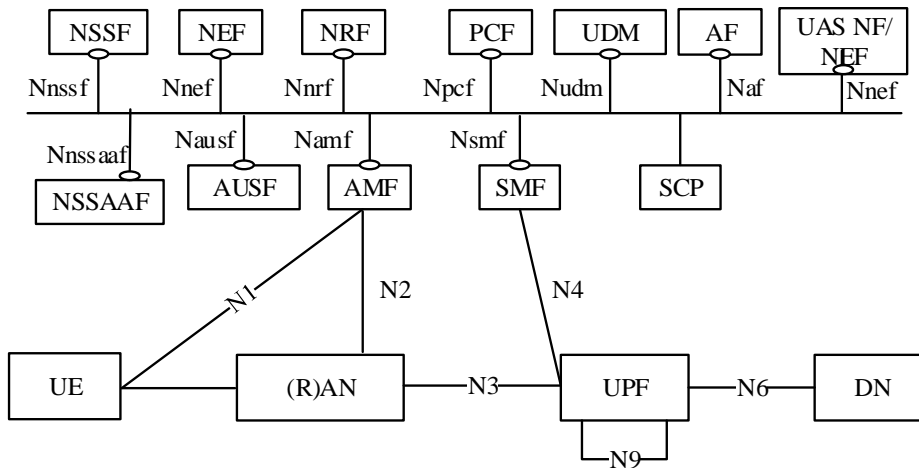 NSSF
NEF
NRF
PCF
UDM
AF
UAS NF/
NEF
Nnssf
Nnef
Nnrf
Npcf
Nudm
Naf
Nnef
Nnssaaf
Nausf
Namf
Nsmf
NSSAAF
AUSF
AMF
SMF
SCP
N1
N2
N4
UE
(R)AN
N3
UPF
N6
DN
N9